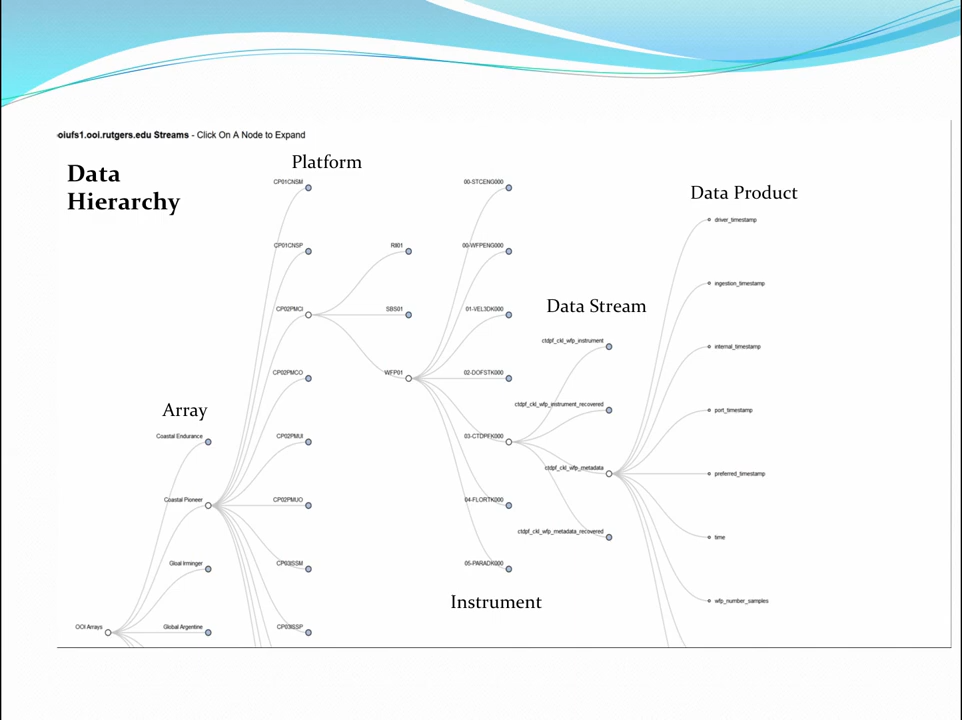 oiufs1.ooi.rutgers.edu Streams - Click On A Node to Expand
Data
Hierarchy
Platform
CP01CNSM
CP01CNSP
CP02PMCI
CP02PMCO
CP02PMUI
CP02PMUO
CP03ISSM
CP03ISSP
Array
Coastal Endurance
Coastal Pioneer
Gloal Irminger
Global Argentine
OOI Arrays
RII01
SBS01
WFP01
00-STCENG000
00-WFPENG000
01-VEL3DK000
02-DOFSTK000
03-CTDPFK000
04-FLORTK000
05-PARADK000
Instrument
Data Stream
ctdpf_ckl_wfp_instrument
ctdpf_ckl_wfp_instrument_recovered
ctdpf_ckl_wfp_metadata
ctdpf_ckl_wfp_metadata_recovered
Data Product
driver_timestamp
ingestion_timestamp
internal_timestamp
port_timestamp
preferred_timestamp
time
wfp_number_samples